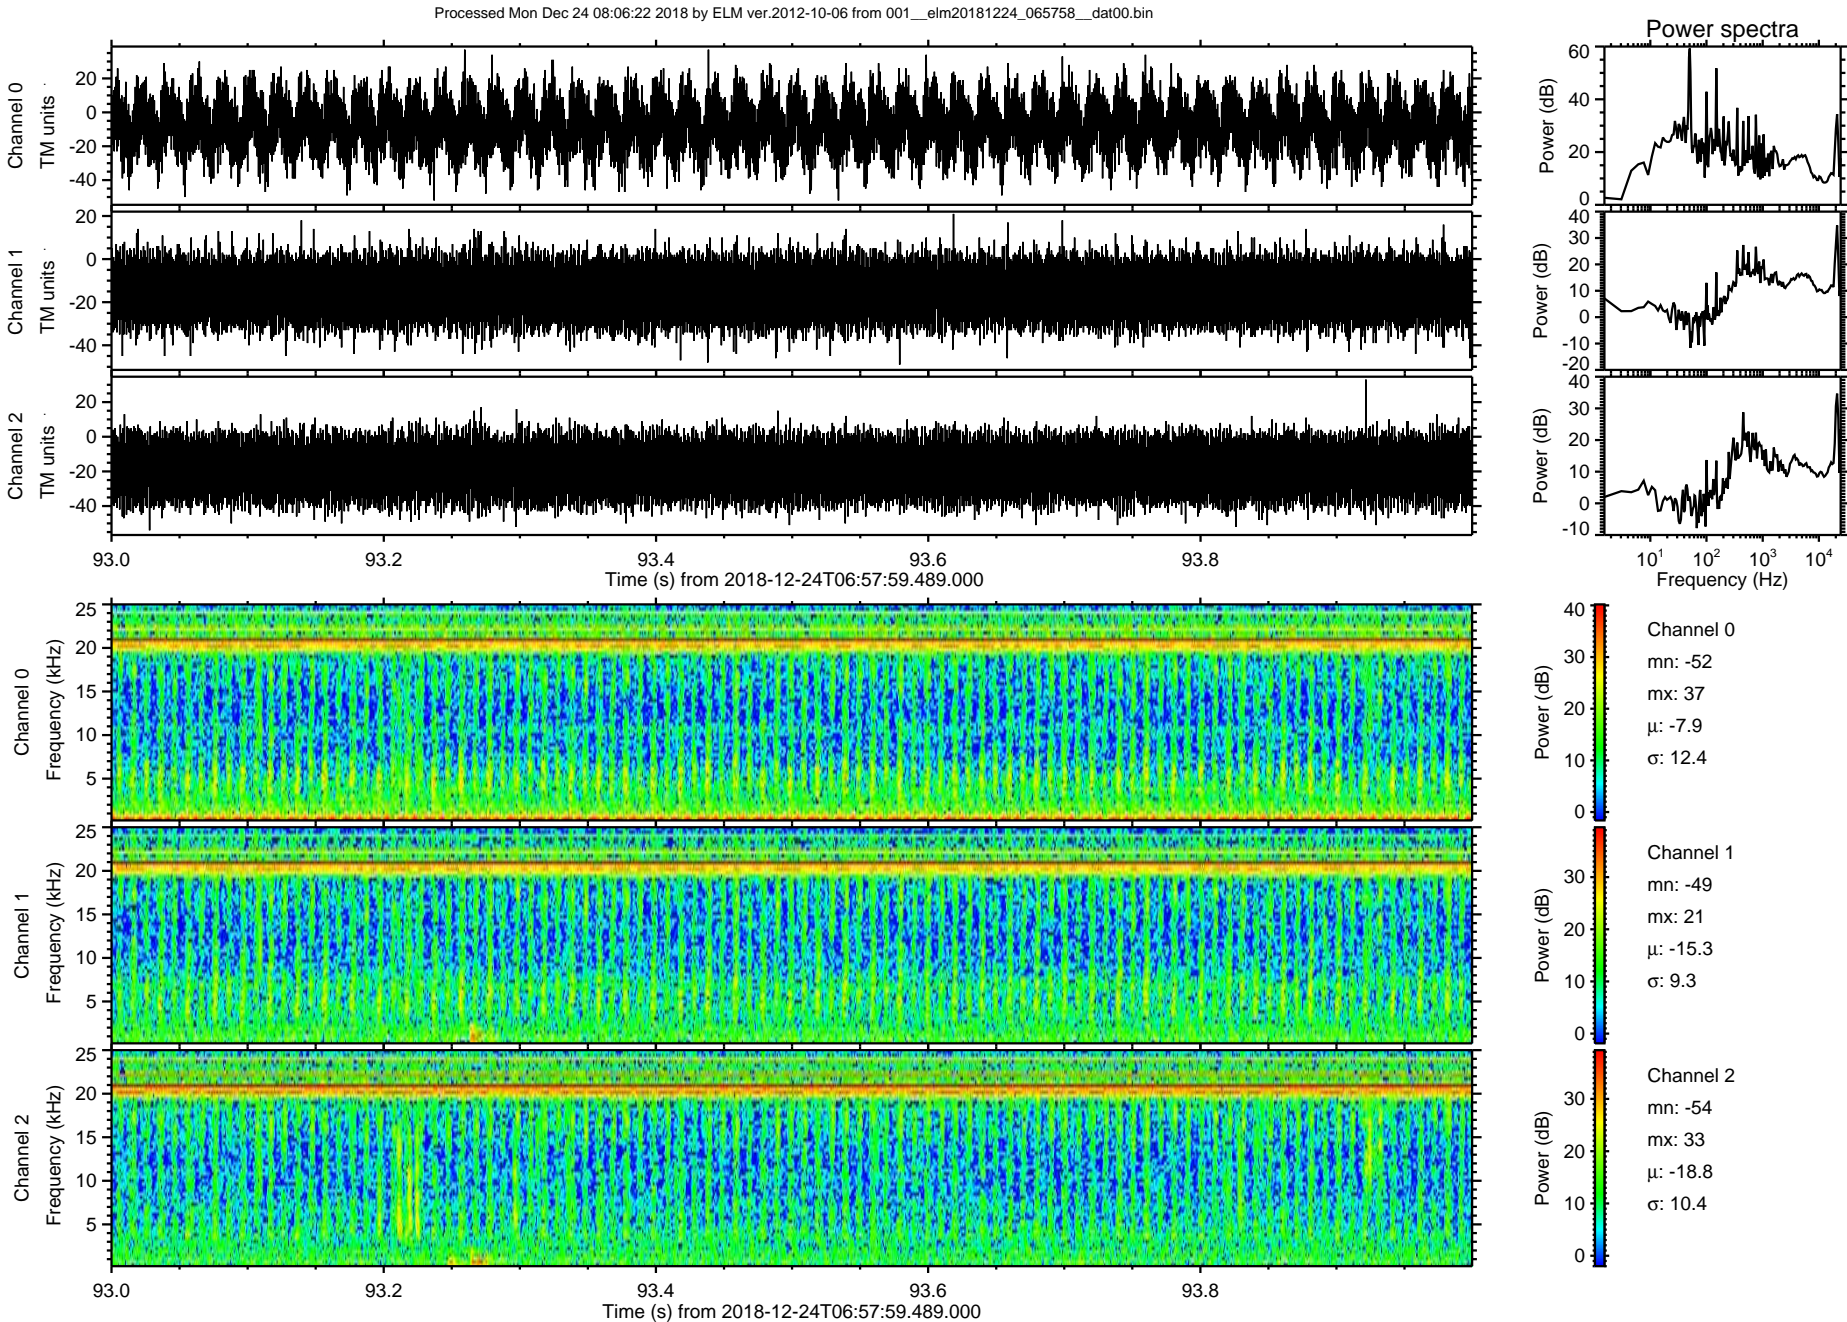 Processed Mon Dec 24 08:06:22 2018 by ELM ver.2012-10-06 from 001__elm20181224_065758__dat00.bin
Power spectra
Channel 0
TM units
20
0
-20
-40
Power (dB)
60
40
20
0
Channel 1
TM units
20
0
-20
-40
Power (dB)
40
30
20
10
0
-10
-20
Channel 2
TM units
20
0
-20
-40
Power (dB)
40
30
20
10
0
-10
93.0 93.2 93.4 93.6 93.8
Time (s) from 2018-12-24T06:57:59.489.000
10^1 10^2 10^3 10^4
Frequency (Hz)
Channel 0
Frequency (kHz)
25
20
15
10
5
Power (dB)
40
30
20
10
0
Channel 0
mn: -52
mx: 37
μ: -7.9
σ: 12.4
Channel 1
Frequency (kHz)
25
20
15
10
5
Power (dB)
30
20
10
0
Channel 1
mn: -49
mx: 21
μ: -15.3
σ: 9.3
Channel 2
Frequency (kHz)
25
20
15
10
5
Power (dB)
30
20
10
0
Channel 2
mn: -54
mx: 33
μ: -18.8
σ: 10.4
93.0 93.2 93.4 93.6 93.8
Time (s) from 2018-12-24T06:57:59.489.000